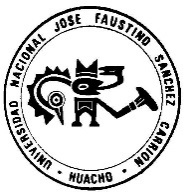 UNIVERSIDAD NACIONAL JOSE FAUSTINO SANCHEZ CARRION
· HUACHO ·